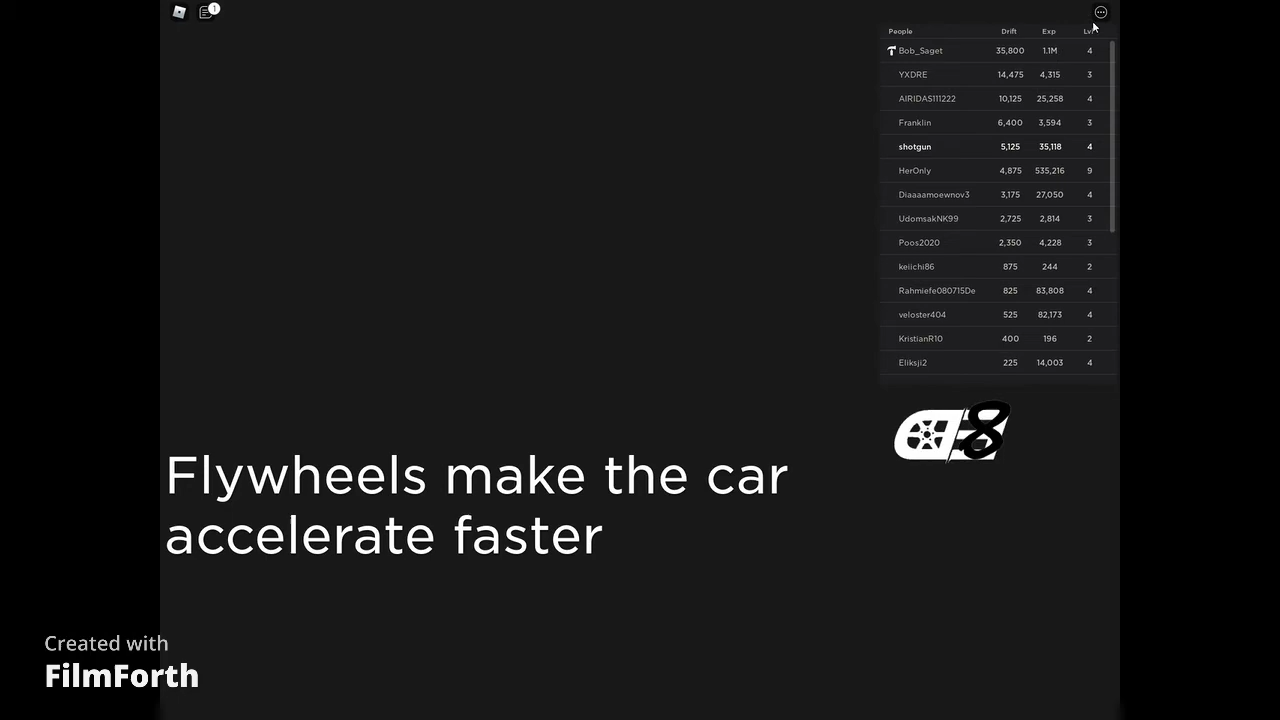 1
People Drift Exp Lvl
Bob_Saget 35,800 1.1M 4
YXDRE 14,475 4,315 3
AIRIDAS111222 10,125 25,258 4
Franklin 6,400 3,594 3
shotgun 5,125 35,118 4
HerOnly 4,875 535,216 9
Diaaaamoewnov3 3,175 27,050 4
UdomsakNK99 2,725 2,814 3
Poos2020 2,350 4,228 3
keiichi86 875 244 2
Rahmiefe080715De 825 83,808 4
veloster404 525 82,173 4
KristianR10 400 196 2
Eliksji2 225 14,003 4
8
Flywheels make the car
accelerate faster
Created with
FilmForth